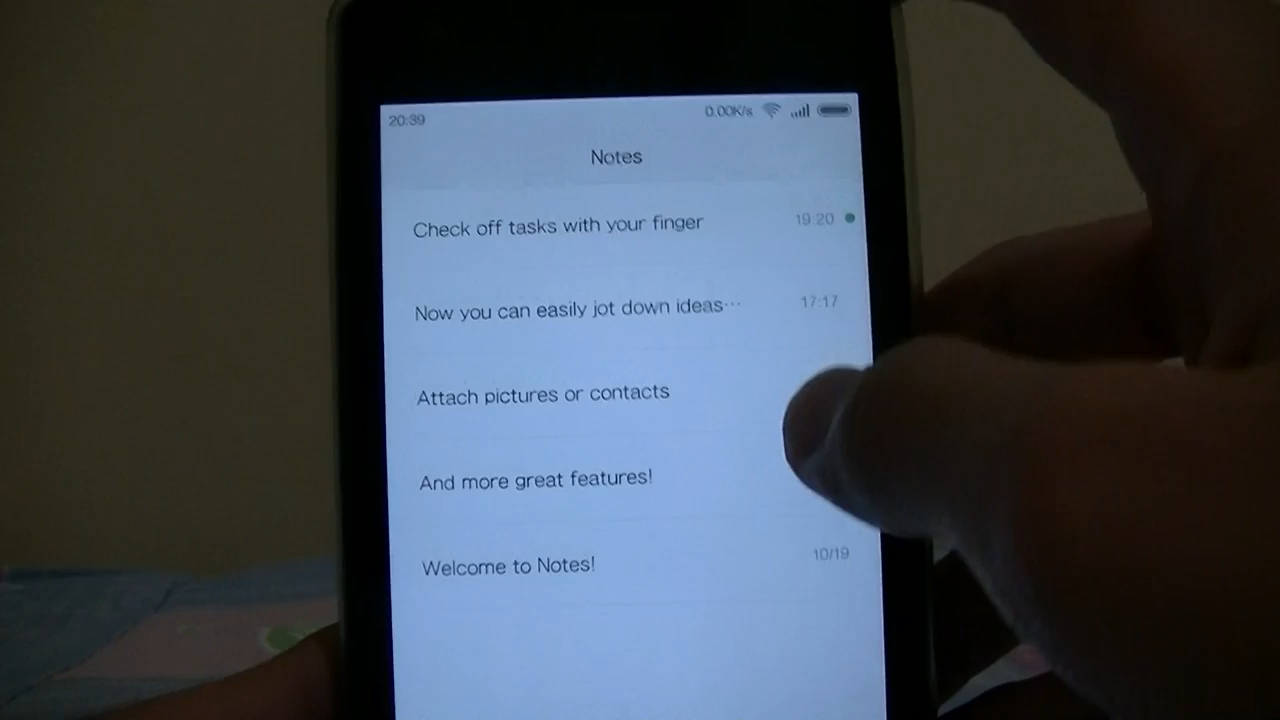 20:39 0.00K/s
Notes
Check off tasks with your finger 19:20
Now you can easily jot down ideas··· 17:17
Attach pictures or contacts
And more great features!
Welcome to Notes! 10/19